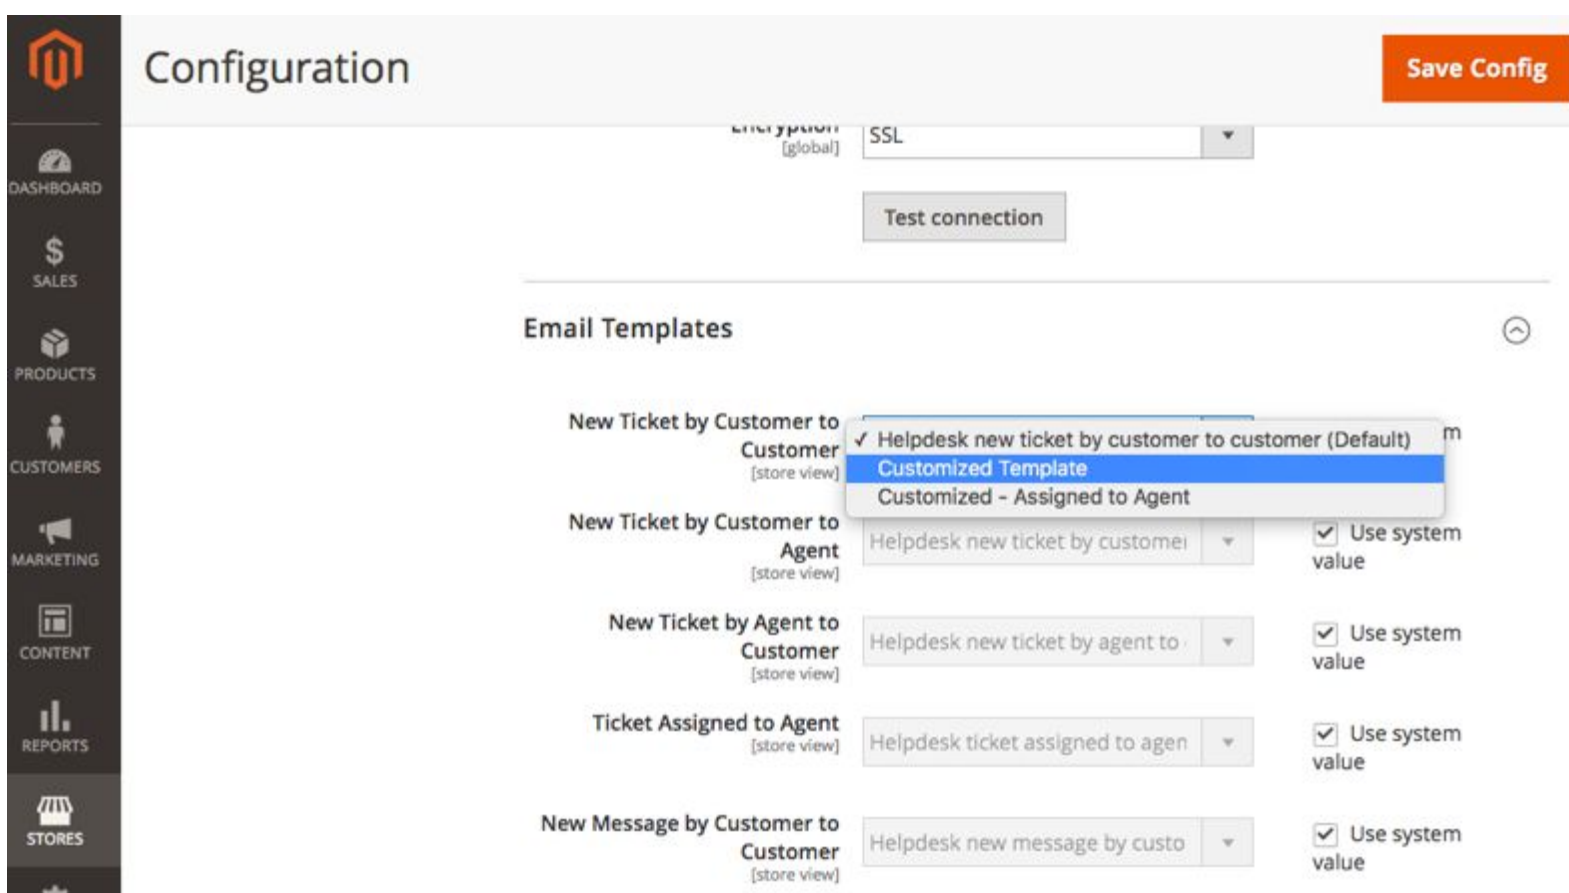 Configuration
Save Config
DASHBOARD
SALES
PRODUCTS
CUSTOMERS
MARKETING
CONTENT
REPORTS
STORES
Encryption
[global]
SSL
Test connection
Email Templates
New Ticket by Customer to
Customer
[store view]
✓ Helpdesk new ticket by customer to customer (Default)
Customized Template
Customized - Assigned to Agent
m
New Ticket by Customer to
Agent
[store view]
Helpdesk new ticket by customer
Use system
value
New Ticket by Agent to
Customer
[store view]
Helpdesk new ticket by agent to
Use system
value
Ticket Assigned to Agent
[store view]
Helpdesk ticket assigned to agen
Use system
value
New Message by Customer to
Customer
[store view]
Helpdesk new message by custo
Use system
value